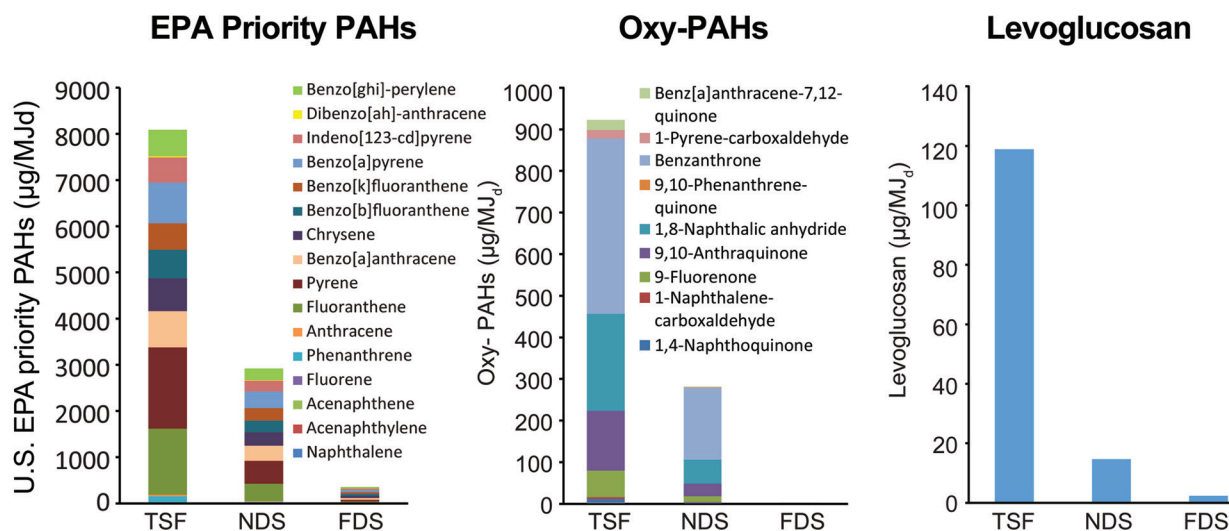 EPA Priority PAHs
U.S. EPA priority PAHs (µg/MJd)
9000
8000
7000
6000
5000
4000
3000
2000
1000
0
TSF NDS FDS
Benzo[ghi]-perylene
Dibenzo[ah]-anthracene
Indeno[123-cd]pyrene
Benzo[a]pyrene
Benzo[k]fluoranthene
Benzo[b]fluoranthene
Chrysene
Benzo[a]anthracene
Pyrene
Fluoranthene
Anthracene
Phenanthrene
Fluorene
Acenaphthene
Acenaphthylene
Naphthalene
Oxy-PAHs
Oxy- PAHs (µg/MJd)
1000
900
800
700
600
500
400
300
200
100
0
TSF NDS FDS
Benz[a]anthracene-7,12-
quinone
1-Pyrene-carboxaldehyde
Benzanthrone
9,10-Phenanthrene-
quinone
1,8-Naphthalic anhydride
9,10-Anthraquinone
9-Fluorenone
1-Naphthalene-
carboxaldehyde
1,4-Naphthoquinone
Levoglucosan
Levoglucosan (µg/MJd)
140
120
100
80
60
40
20
0
TSF NDS FDS